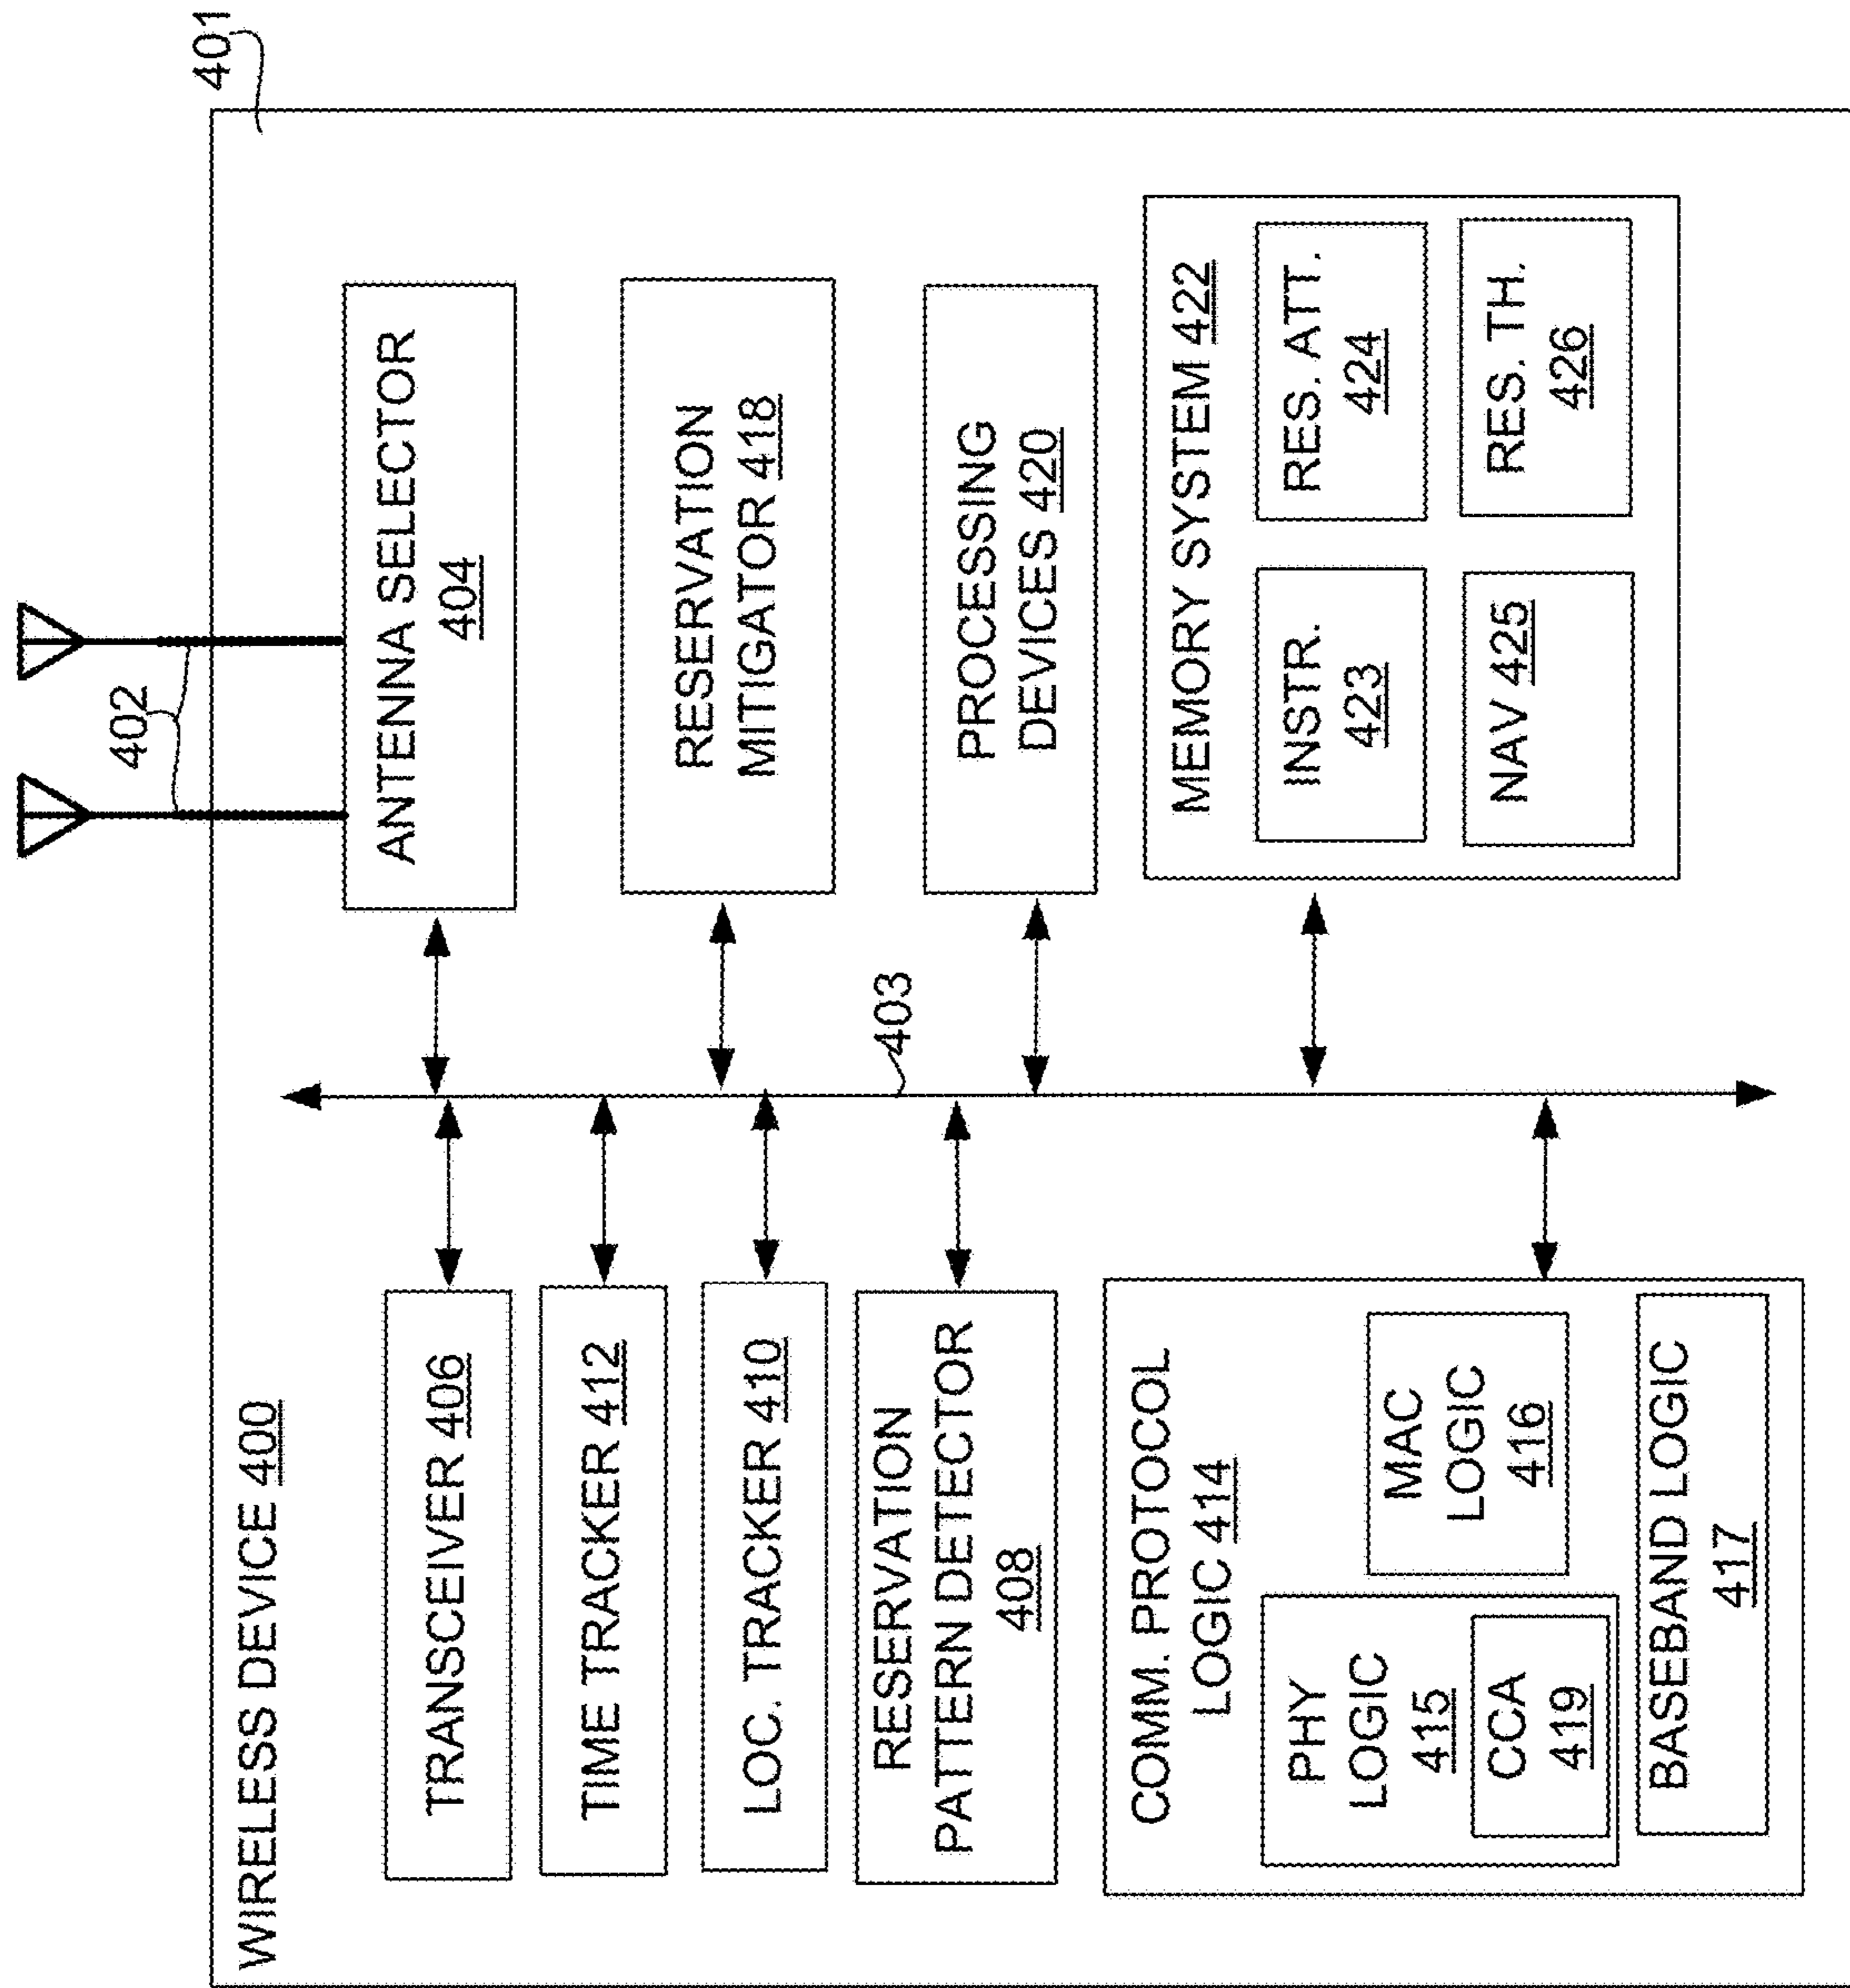 401
402
WIRELESS DEVICE 400
TRANSCEIVER 406
TIME TRACKER 412
LOC. TRACKER 410
RESERVATION
PATTERN DETECTOR
408
COMM. PROTOCOL
LOGIC 414
PHY
LOGIC
415
CCA
419
MAC
LOGIC
416
BASEBAND LOGIC
417
403
ANTENNA SELECTOR
404
RESERVATION
MITIGATOR 418
PROCESSING
DEVICES 420
MEMORY SYSTEM 422
INSTR.
423
RES. ATT.
424
NAV 425
RES. TH.
426